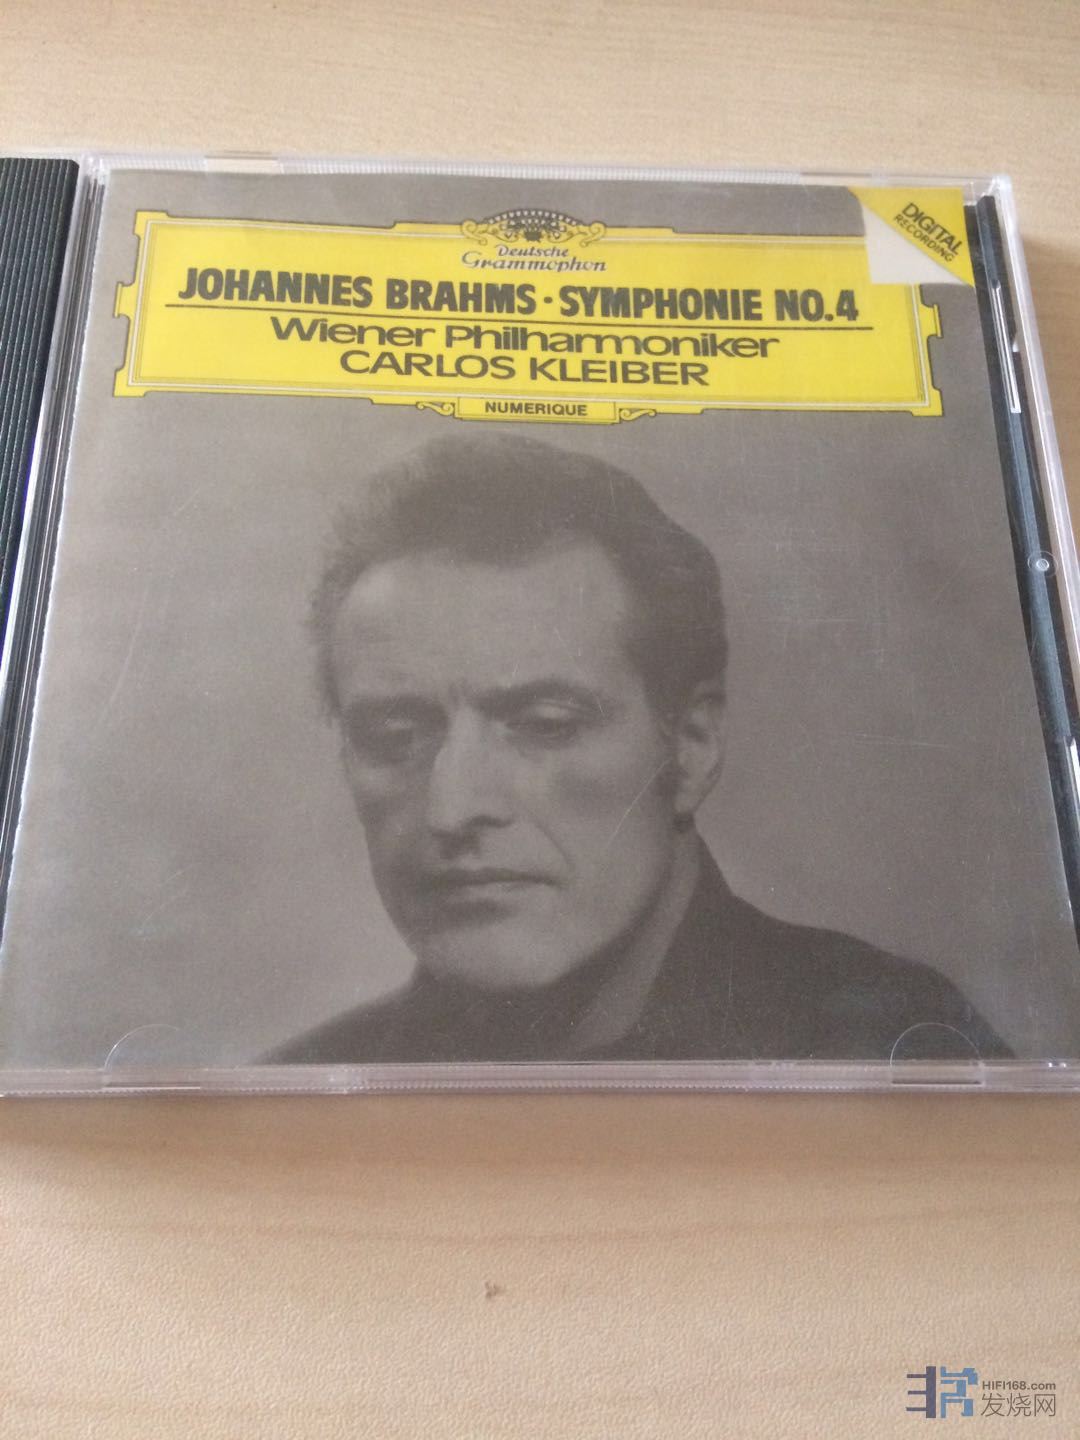 DIGITAL
RECORDING
Deutsche
Grammophon
JOHANNES BRAHMS · SYMPHONIE NO.4
Wiener Philharmoniker
CARLOS KLEIBER
NUMERIQUE
HIFI168.com
发烧网